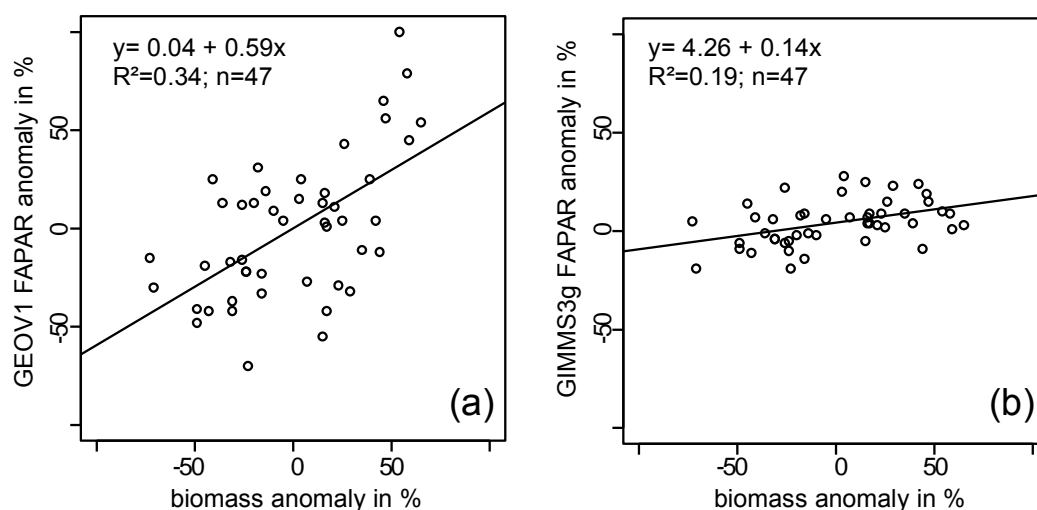 y= 0.04 + 0.59x
R²=0.34; n=47
GEOV1 FAPAR anomaly in %
50
0
-50
-50 0 50
biomass anomaly in %
(a)
y= 4.26 + 0.14x
R²=0.19; n=47
GIMMS3g FAPAR anomaly in %
50
0
-50
-50 0 50
biomass anomaly in %
(b)